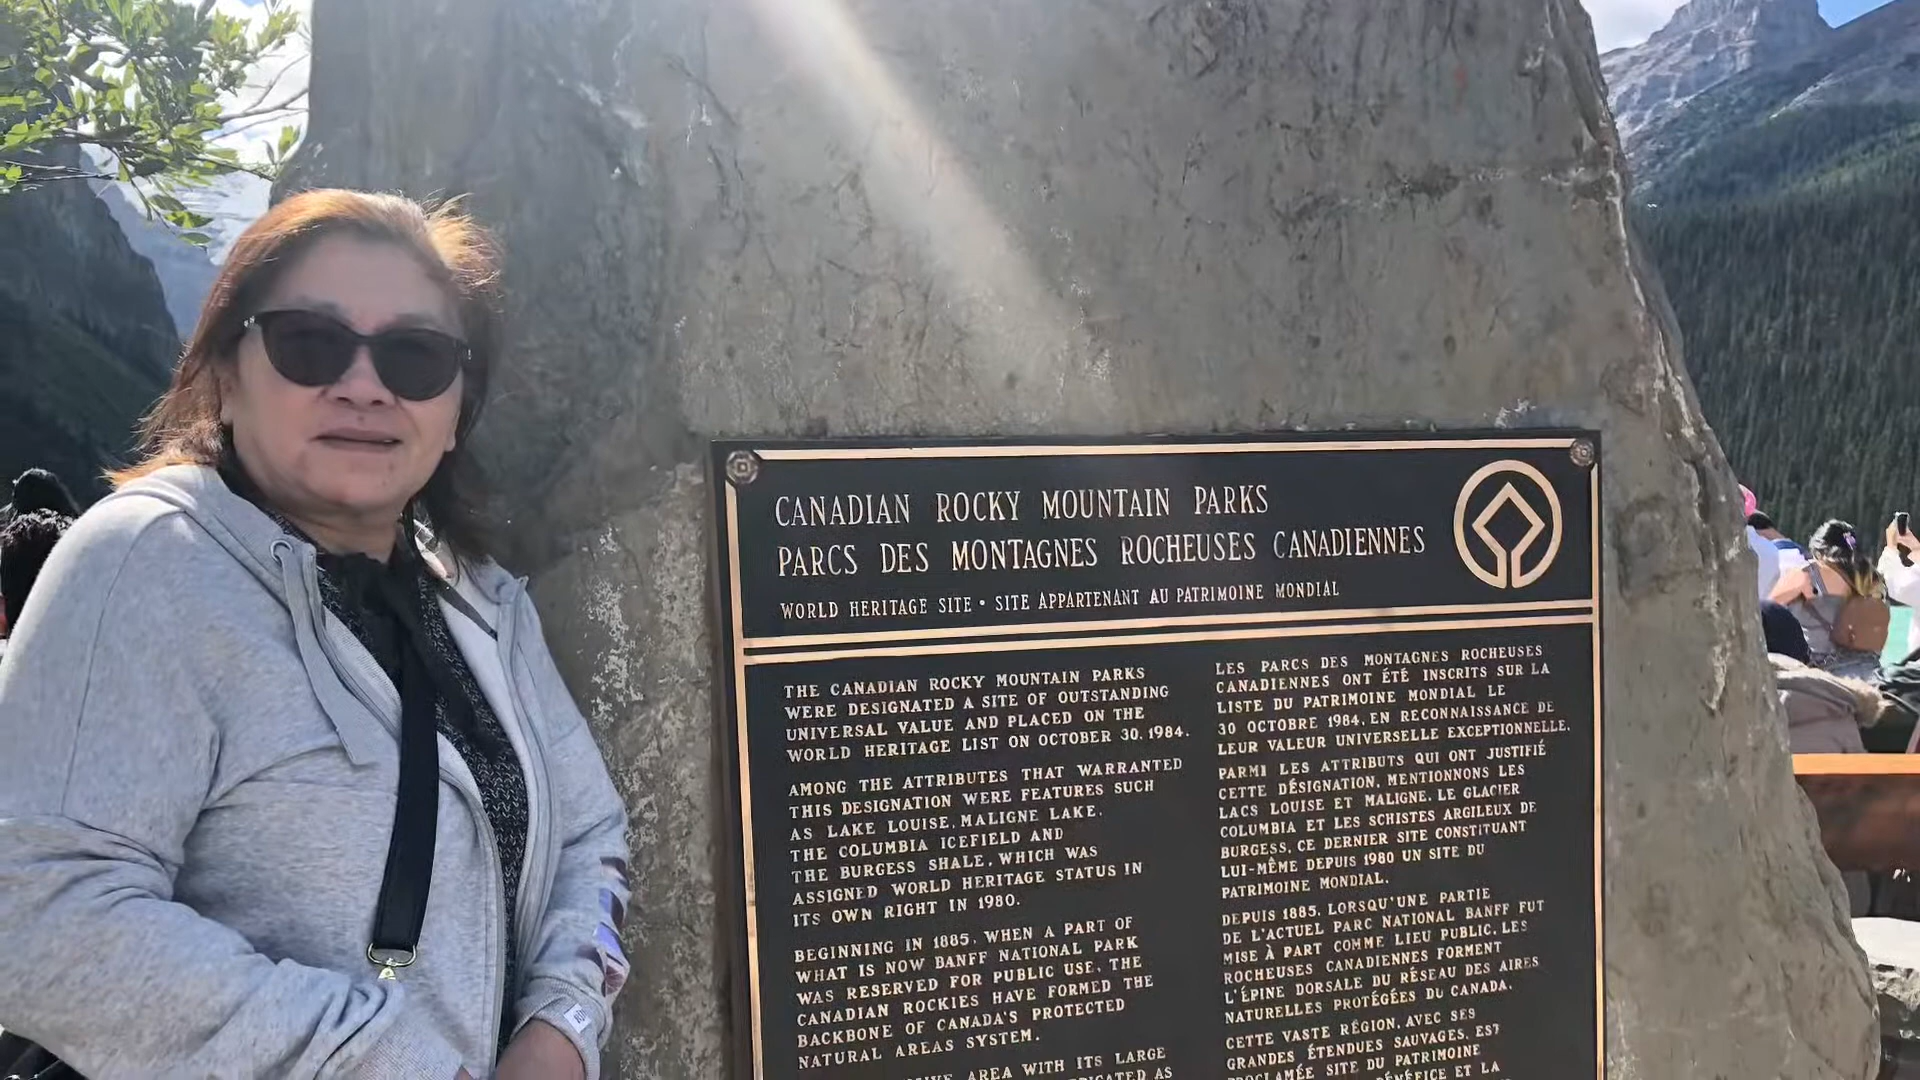 CANADIAN ROCKY MOUNTAIN PARKS
PARCS DES MONTAGNES ROCHEUSES CANADIENNES
WORLD HERITAGE SITE • SITE APPARTENANT AU PATRIMOINE MONDIAL
THE CANADIAN ROCKY MOUNTAIN PARKS
WERE DESIGNATED A SITE OF OUTSTANDING
UNIVERSAL VALUE AND PLACED ON THE
WORLD HERITAGE LIST ON OCTOBER 30, 1984.
AMONG THE ATTRIBUTES THAT WARRANTED
THIS DESIGNATION WERE FEATURES SUCH
AS LAKE LOUISE, MALIGNE LAKE,
THE COLUMBIA ICEFIELD AND
THE BURGESS SHALE, WHICH WAS
ASSIGNED WORLD HERITAGE STATUS IN
ITS OWN RIGHT IN 1980.
BEGINNING IN 1885, WHEN A PART OF
WHAT IS NOW BANFF NATIONAL PARK
WAS RESERVED FOR PUBLIC USE, THE
CANADIAN ROCKIES HAVE FORMED THE
BACKBONE OF CANADA'S PROTECTED
NATURAL AREAS SYSTEM.
AREA WITH ITS LARGE
AS
LES PARCS DES MONTAGNES ROCHEUSES
CANADIENNES ONT ÉTÉ INSCRITS SUR LA
LISTE DU PATRIMOINE MONDIAL LE
30 OCTOBRE 1984, EN RECONNAISSANCE DE
LEUR VALEUR UNIVERSELLE EXCEPTIONNELLE.
PARMI LES ATTRIBUTS QUI ONT JUSTIFIÉ
CETTE DÉSIGNATION, MENTIONNONS LES
LACS LOUISE ET MALIGNE, LE GLACIER
COLUMBIA ET LES SCHISTES ARGILEUX DE
BURGESS, CE DERNIER SITE CONSTITUANT
LUI-MÊME DEPUIS 1980 UN SITE DU
PATRIMOINE MONDIAL.
DEPUIS 1885, LORSQU'UNE PARTIE
DE L'ACTUEL PARC NATIONAL BANFF FUT
MISE À PART COMME LIEU PUBLIC, LES
ROCHEUSES CANADIENNES FORMENT
L'ÉPINE DORSALE DU RÉSEAU DES AIRES
NATURELLES PROTÉGÉES DU CANADA.
CETTE VASTE RÉGION, AVEC SES
GRANDES ÉTENDUES SAUVAGES, EST
PROCLAMÉE SITE DU PATRIMOINE
BÉNÉFICE ET LA